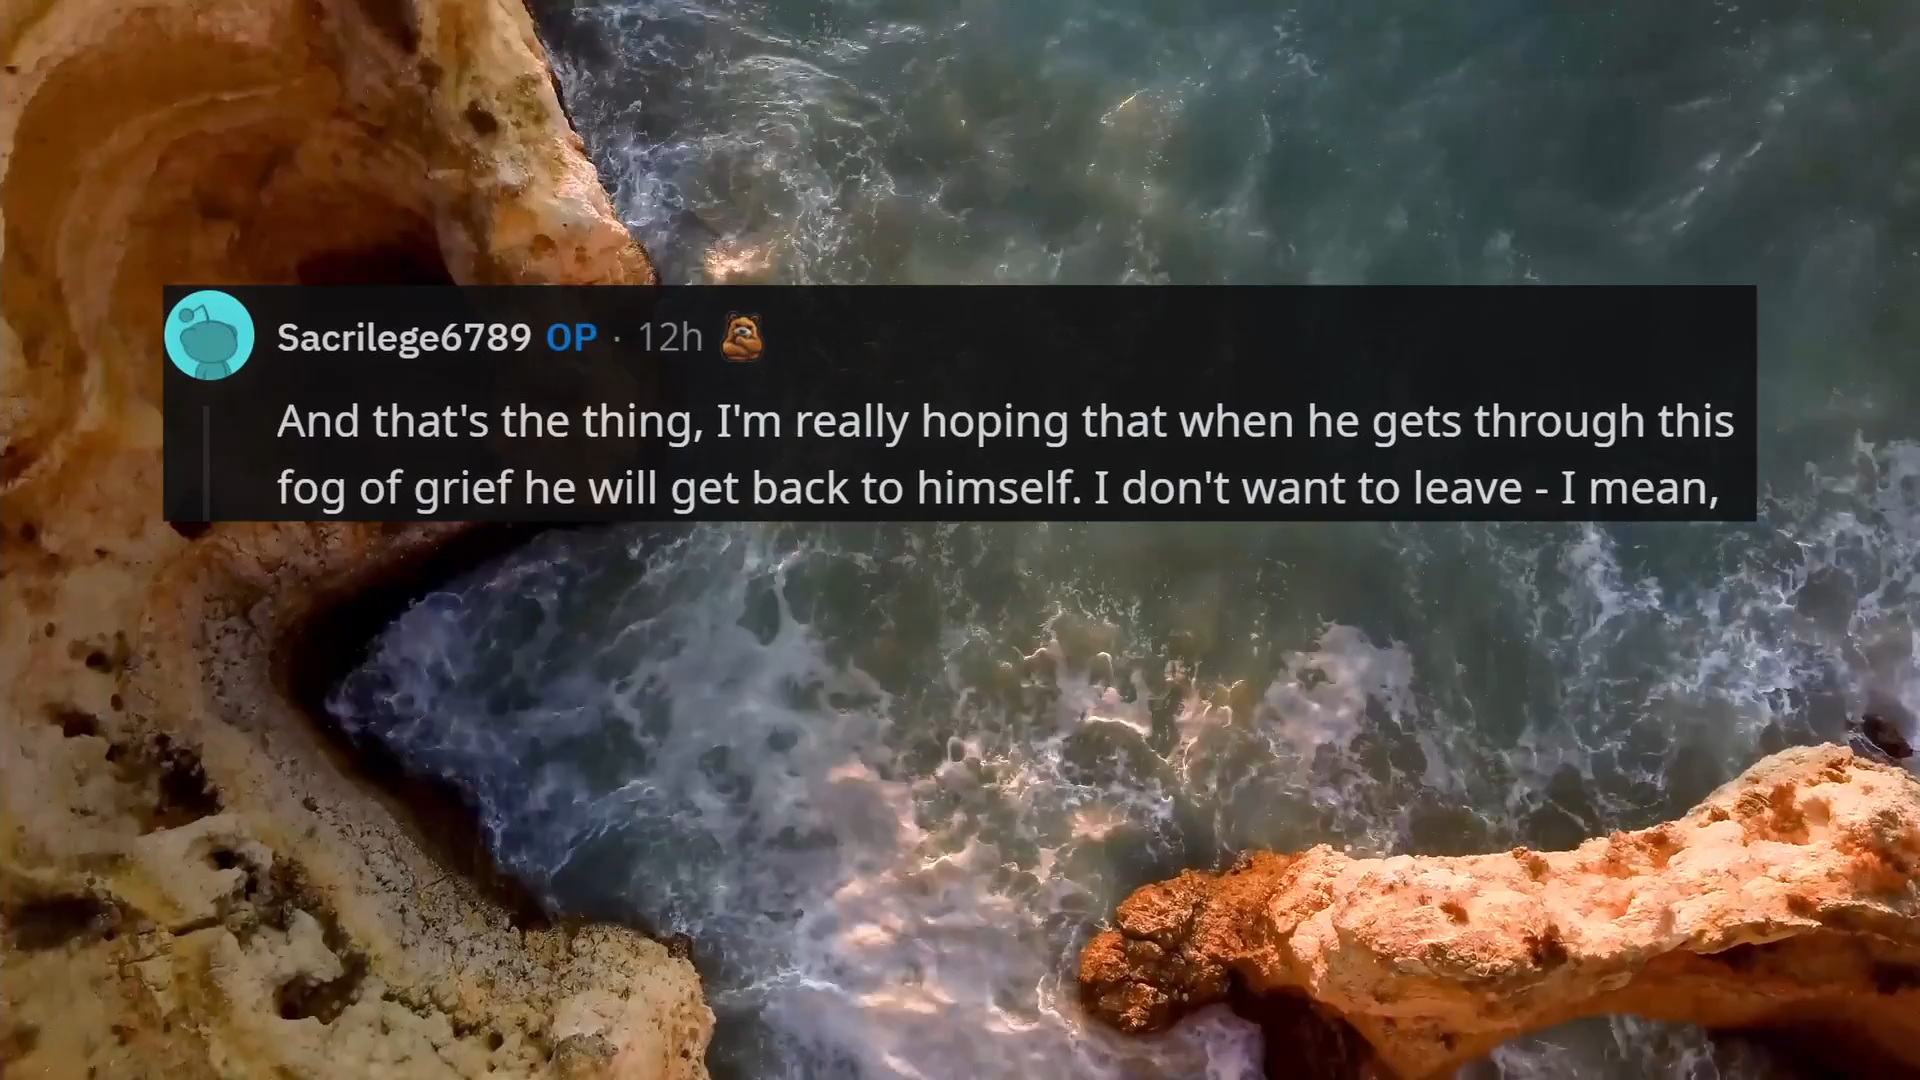 Sacrilege6789 OP · 12h
And that's the thing, I'm really hoping that when he gets through this
fog of grief he will get back to himself. I don't want to leave - I mean,